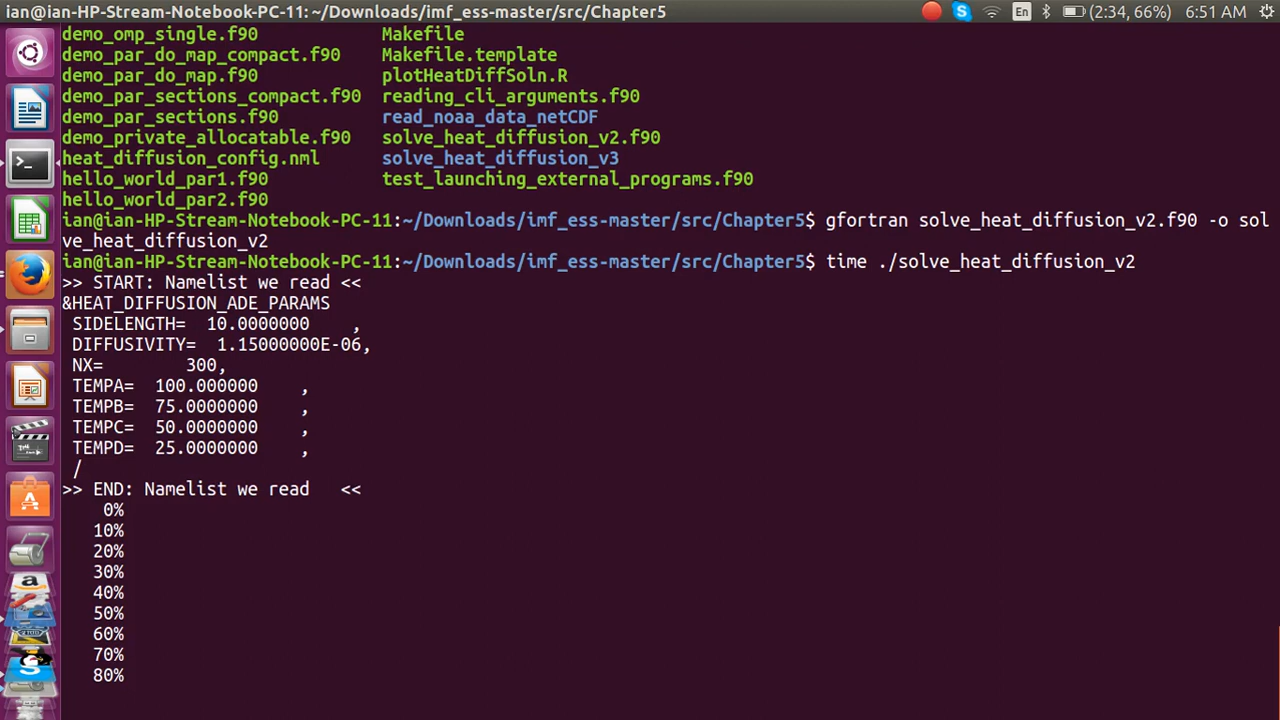 ian@ian-HP-Stream-Notebook-PC-11: ~/Downloads/imf_ess-master/src/Chapter5 En (2:34, 66%) 6:51 AM
demo_omp_single.f90 Makefile
demo_par_do_map_compact.f90 Makefile.template
demo_par_do_map.f90 plotHeatDiffSoln.R
demo_par_sections_compact.f90 reading_cli_arguments.f90
demo_par_sections.f90 read_noaa_data_netCDF
demo_private_allocatable.f90 solve_heat_diffusion_v2.f90
heat_diffusion_config.nml solve_heat_diffusion_v3
hello_world_par1.f90 test_launching_external_programs.f90
hello_world_par2.f90
ian@ian-HP-Stream-Notebook-PC-11:~/Downloads/imf_ess-master/src/Chapter5$ gfortran solve_heat_diffusion_v2.f90 -o sol
ve_heat_diffusion_v2
ian@ian-HP-Stream-Notebook-PC-11:~/Downloads/imf_ess-master/src/Chapter5$ time ./solve_heat_diffusion_v2
>> START: Namelist we read <<
&HEAT_DIFFUSION_ADE_PARAMS
SIDELENGTH= 10.0000000 ,
DIFFUSIVITY= 1.15000000E-06,
NX= 300,
TEMPA= 100.000000 ,
TEMPB= 75.0000000 ,
TEMPC= 50.0000000 ,
TEMPD= 25.0000000 ,
/
>> END: Namelist we read <<
0%
10%
20%
30%
40%
50%
60%
70%
80%